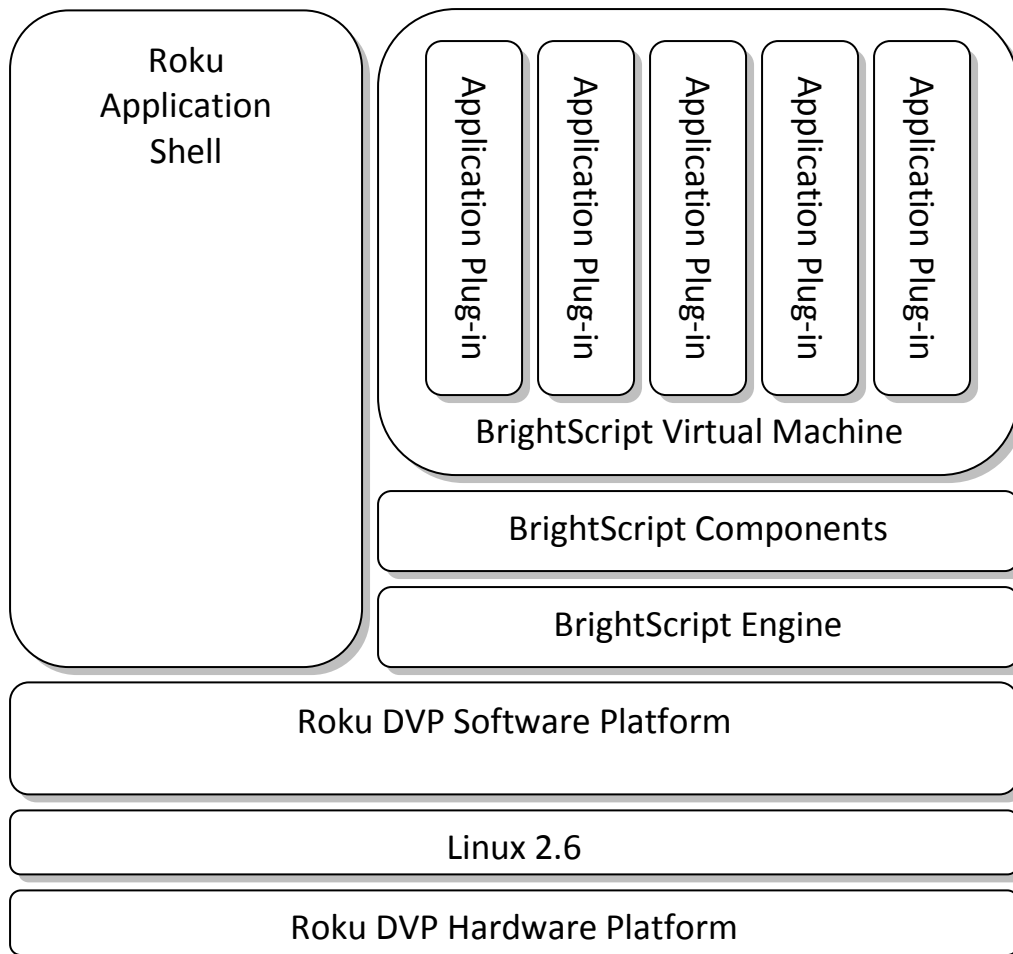 Roku
Application
Shell
Application Plug-in
Application Plug-in
Application Plug-in
Application Plug-in
Application Plug-in
BrightScript Virtual Machine
BrightScript Components
BrightScript Engine
Roku DVP Software Platform
Linux 2.6
Roku DVP Hardware Platform